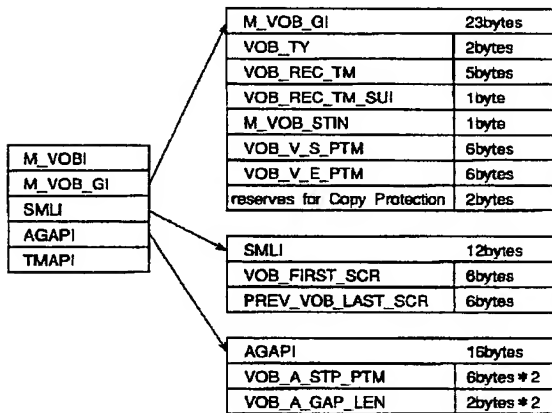 M_VOBI
M_VOB_GI
SMLI
AGAPI
TMAPI
M_VOB_GI 23bytes
VOB_TY 2bytes
VOB_REC_TM 5bytes
VOB_REC_TM_SUI 1byte
M_VOB_STIN 1byte
VOB_V_S_PTM 6bytes
VOB_V_E_PTM 6bytes
reserves for Copy Protection 2bytes
SMLI 12bytes
VOB_FIRST_SCR 6bytes
PREV_VOB_LAST_SCR 6bytes
AGAPI 16bytes
VOB_A_STP_PTM 6bytes*2
VOB_A_GAP_LEN 2bytes*2